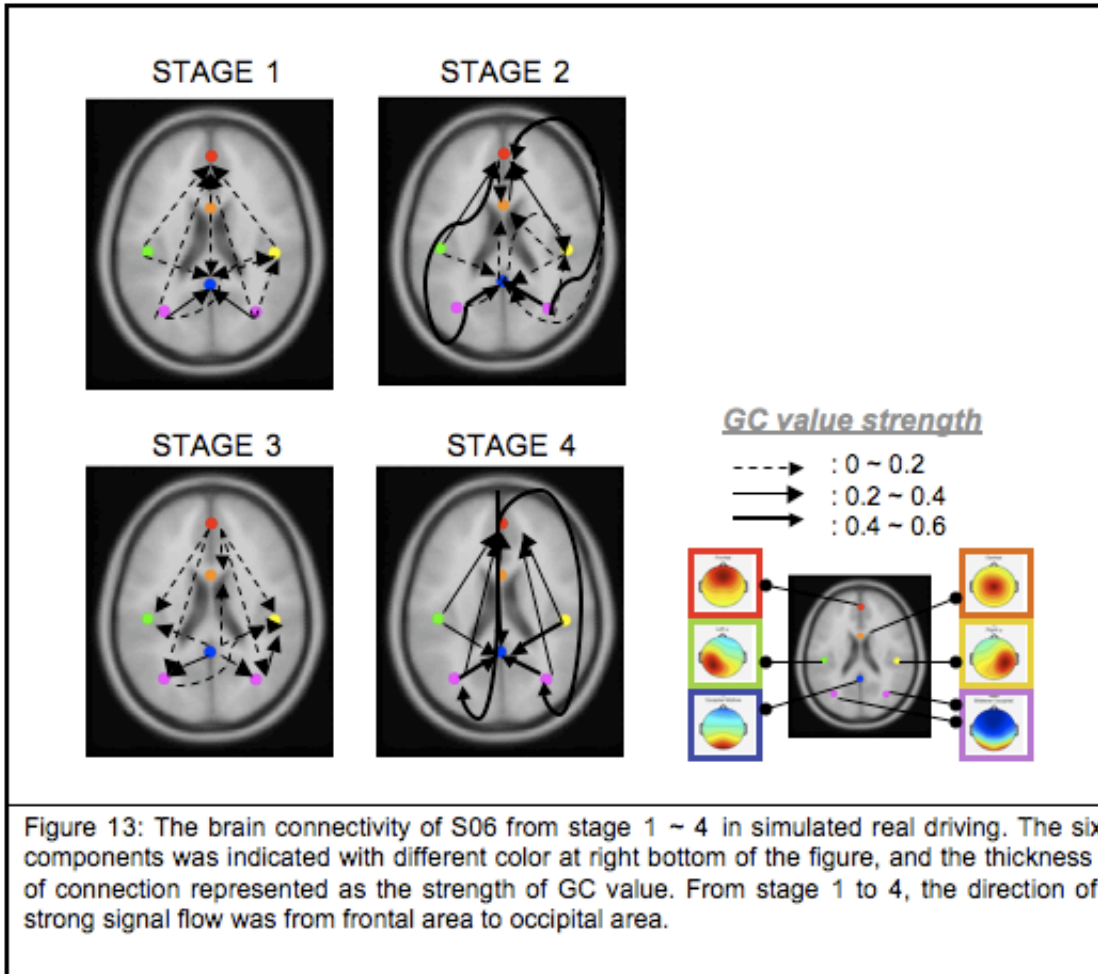 STAGE 1
STAGE 2
STAGE 3
STAGE 4
GC value strength
: 0 ~ 0.2
: 0.2 ~ 0.4
: 0.4 ~ 0.6
Figure 13: The brain connectivity of S06 from stage 1 ~ 4 in simulated real driving. The six
components was indicated with different color at right bottom of the figure, and the thickness
of connection represented as the strength of GC value. From stage 1 to 4, the direction of
strong signal flow was from frontal area to occipital area.